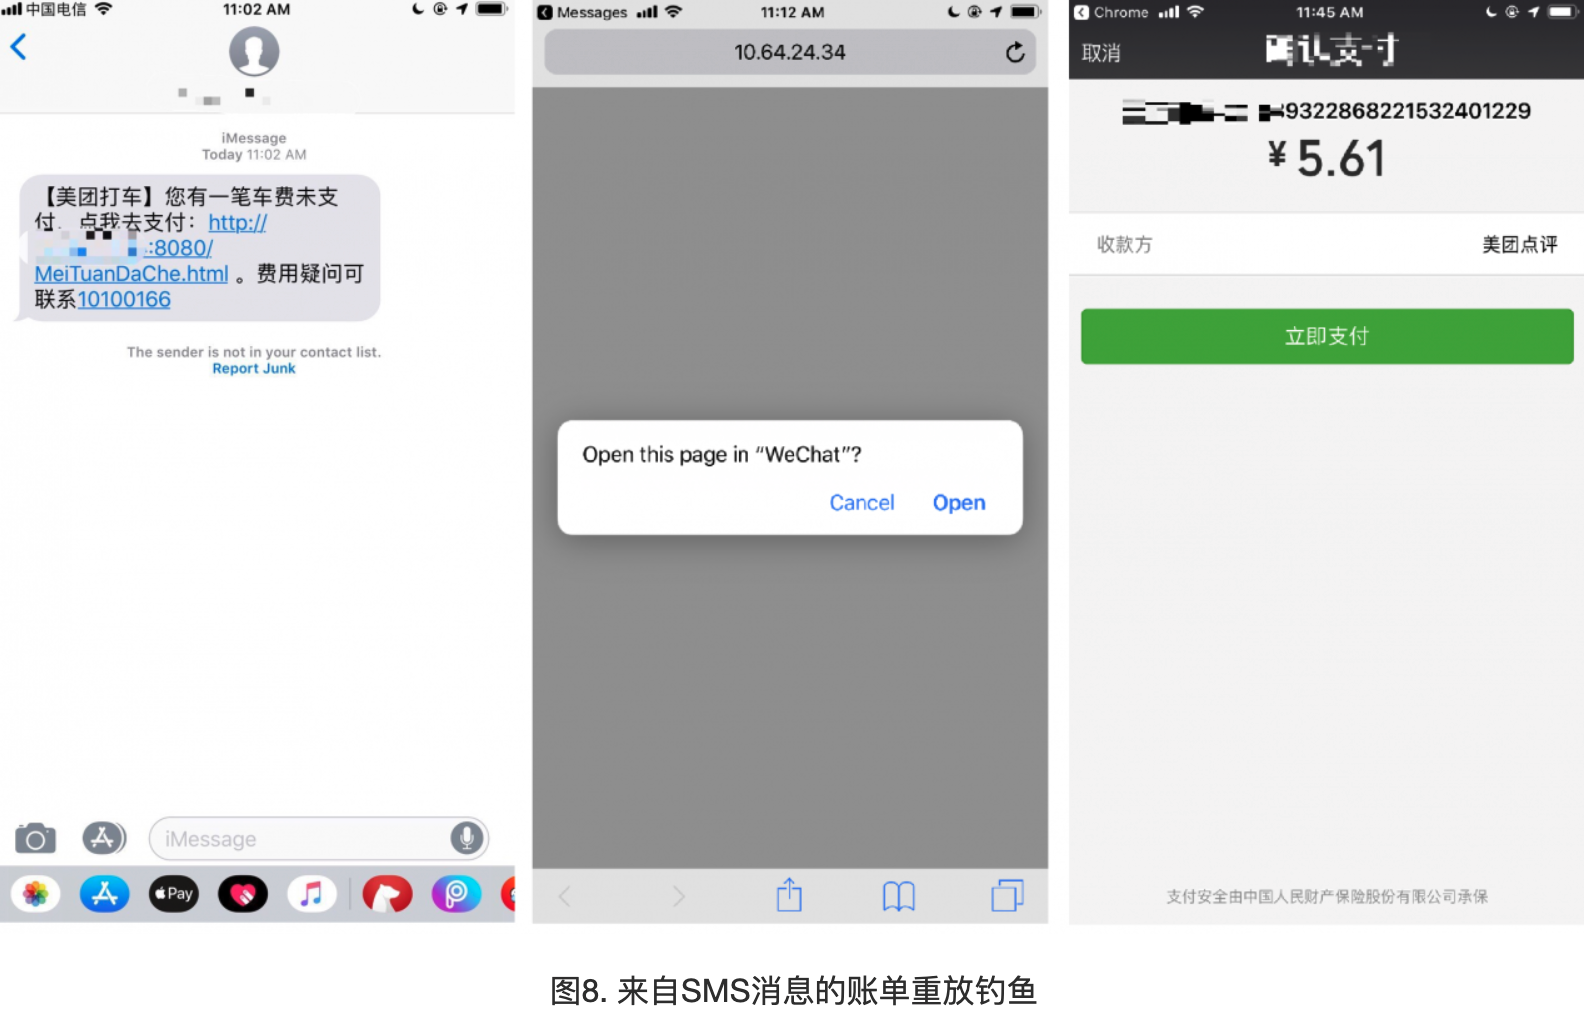 中国电信
11:02 AM
iMessage
Today 11:02 AM
【美团打车】您有一笔车费未支
付，点我去支付：http://
:8080/
MeiTuanDaChe.html 。费用疑问可
联系10100166
The sender is not in your contact list.
Report Junk
iMessage
Pay
Messages
11:12 AM
10.64.24.34
Open this page in “WeChat”?
Cancel
Open
Chrome
11:45 AM
取消
认支付
9322868221532401229
¥5.61
收款方
美团点评
立即支付
支付安全由中国人民财产保险股份有限公司承保
图8. 来自SMS消息的账单重放钓鱼